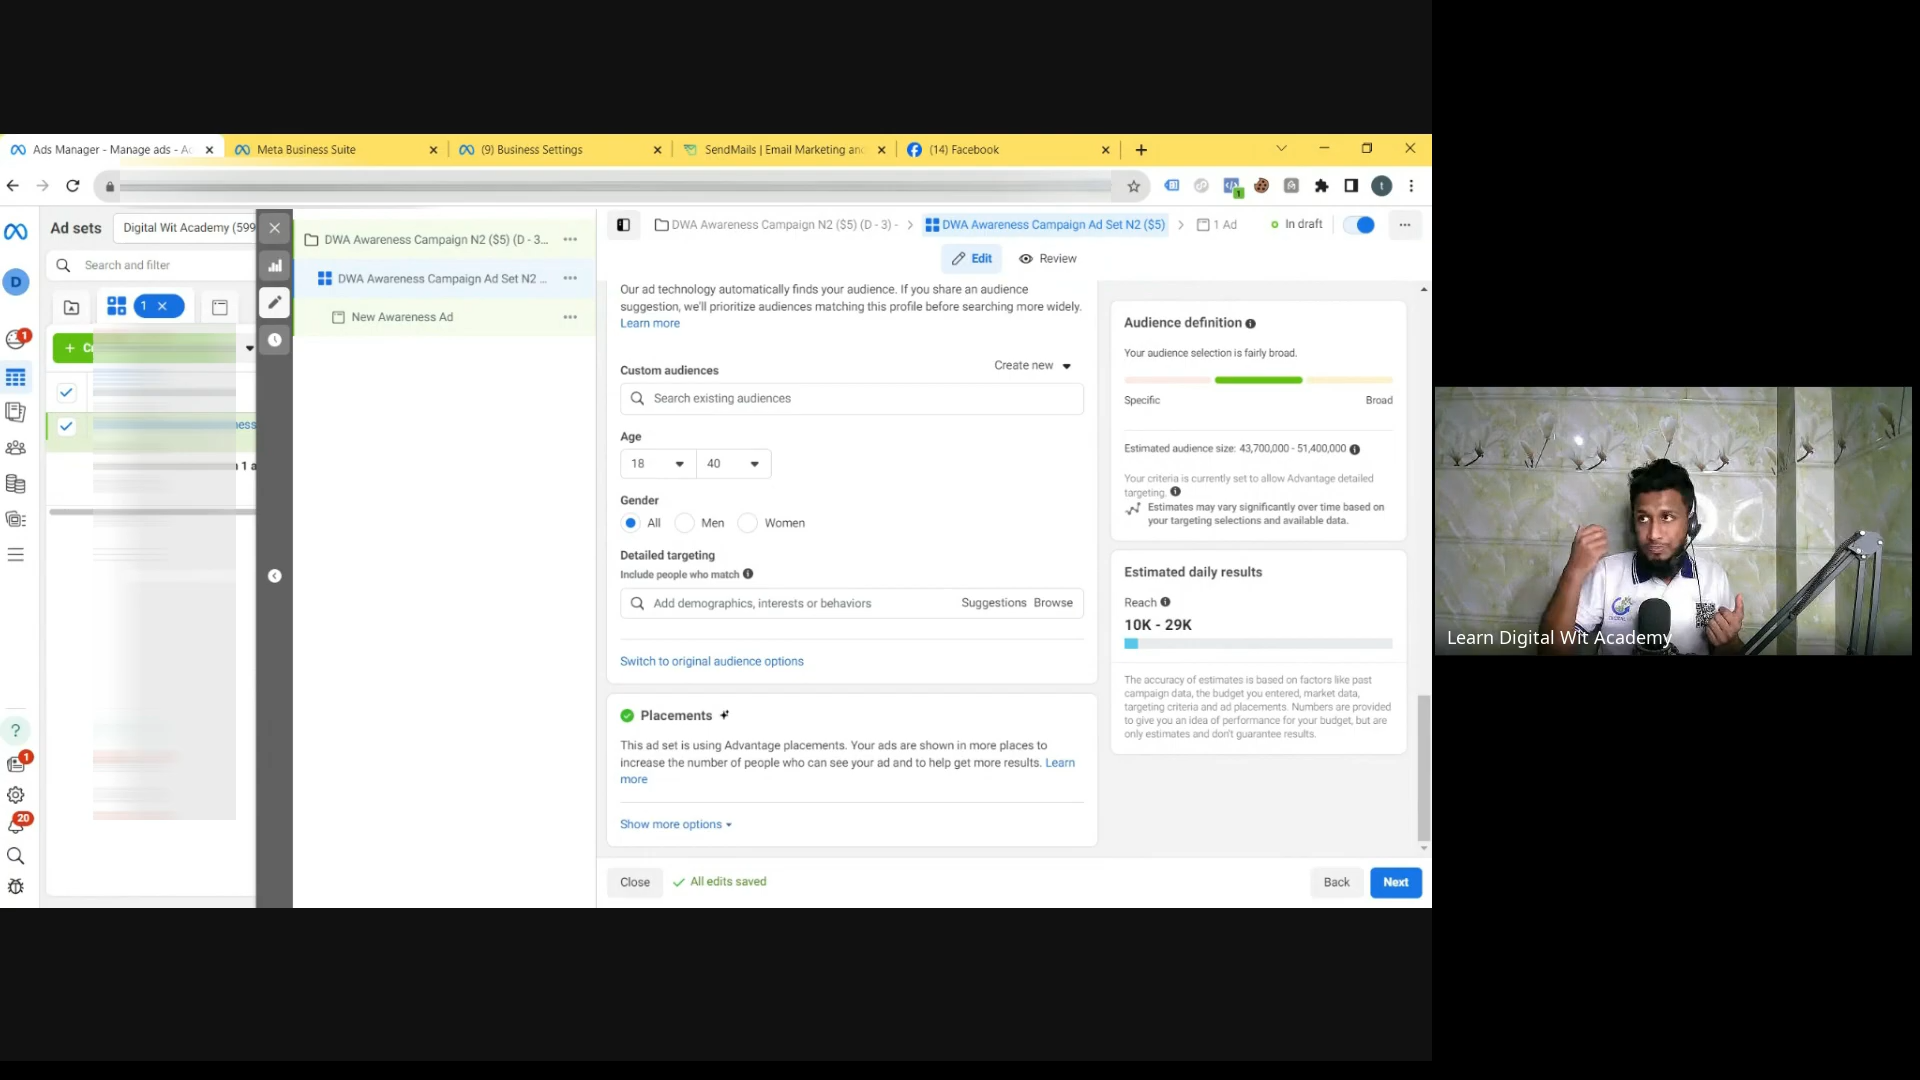 Ads Manager - Manage ads - Ac
Meta Business Suite
(9) Business Settings
SendMails | Email Marketing and
(14) Facebook
t
1
Ad sets
Digital Wit Academy (599
DWA Awareness Campaign N2 ($5) (D - 3...
DWA Awareness Campaign N2 ($5) (D - 3) -
DWA Awareness Campaign Ad Set N2 ($5)
1 Ad
In draft
Search and filter
Edit
Review
D
DWA Awareness Campaign Ad Set N2 ...
New Awareness Ad
1
1
ess
n 1 a
Our ad technology automatically finds your audience. If you share an audience
suggestion, we'll prioritize audiences matching this profile before searching more widely.
Learn more
Custom audiences
Create new
Search existing audiences
Age
18
40
Gender
All
Men
Women
Detailed targeting
Include people who match
Add demographics, interests or behaviors
Suggestions
Browse
Switch to original audience options
Placements
This ad set is using Advantage placements. Your ads are shown in more places to
increase the number of people who can see your ad and to help get more results. Learn
more
Show more options
Audience definition
Your audience selection is fairly broad.
Specific
Broad
Estimated audience size: 43,700,000 - 51,400,000
Your criteria is currently set to allow Advantage detailed
targeting.
Estimates may vary significantly over time based on
your targeting selections and available data.
Estimated daily results
Reach
10K - 29K
The accuracy of estimates is based on factors like past
campaign data, the budget you entered, market data,
targeting criteria and ad placements. Numbers are provided
to give you an idea of performance for your budget, but are
only estimates and don't guarantee results.
?
1
20
Close
All edits saved
Back
Next
Learn Digital Wit Academy